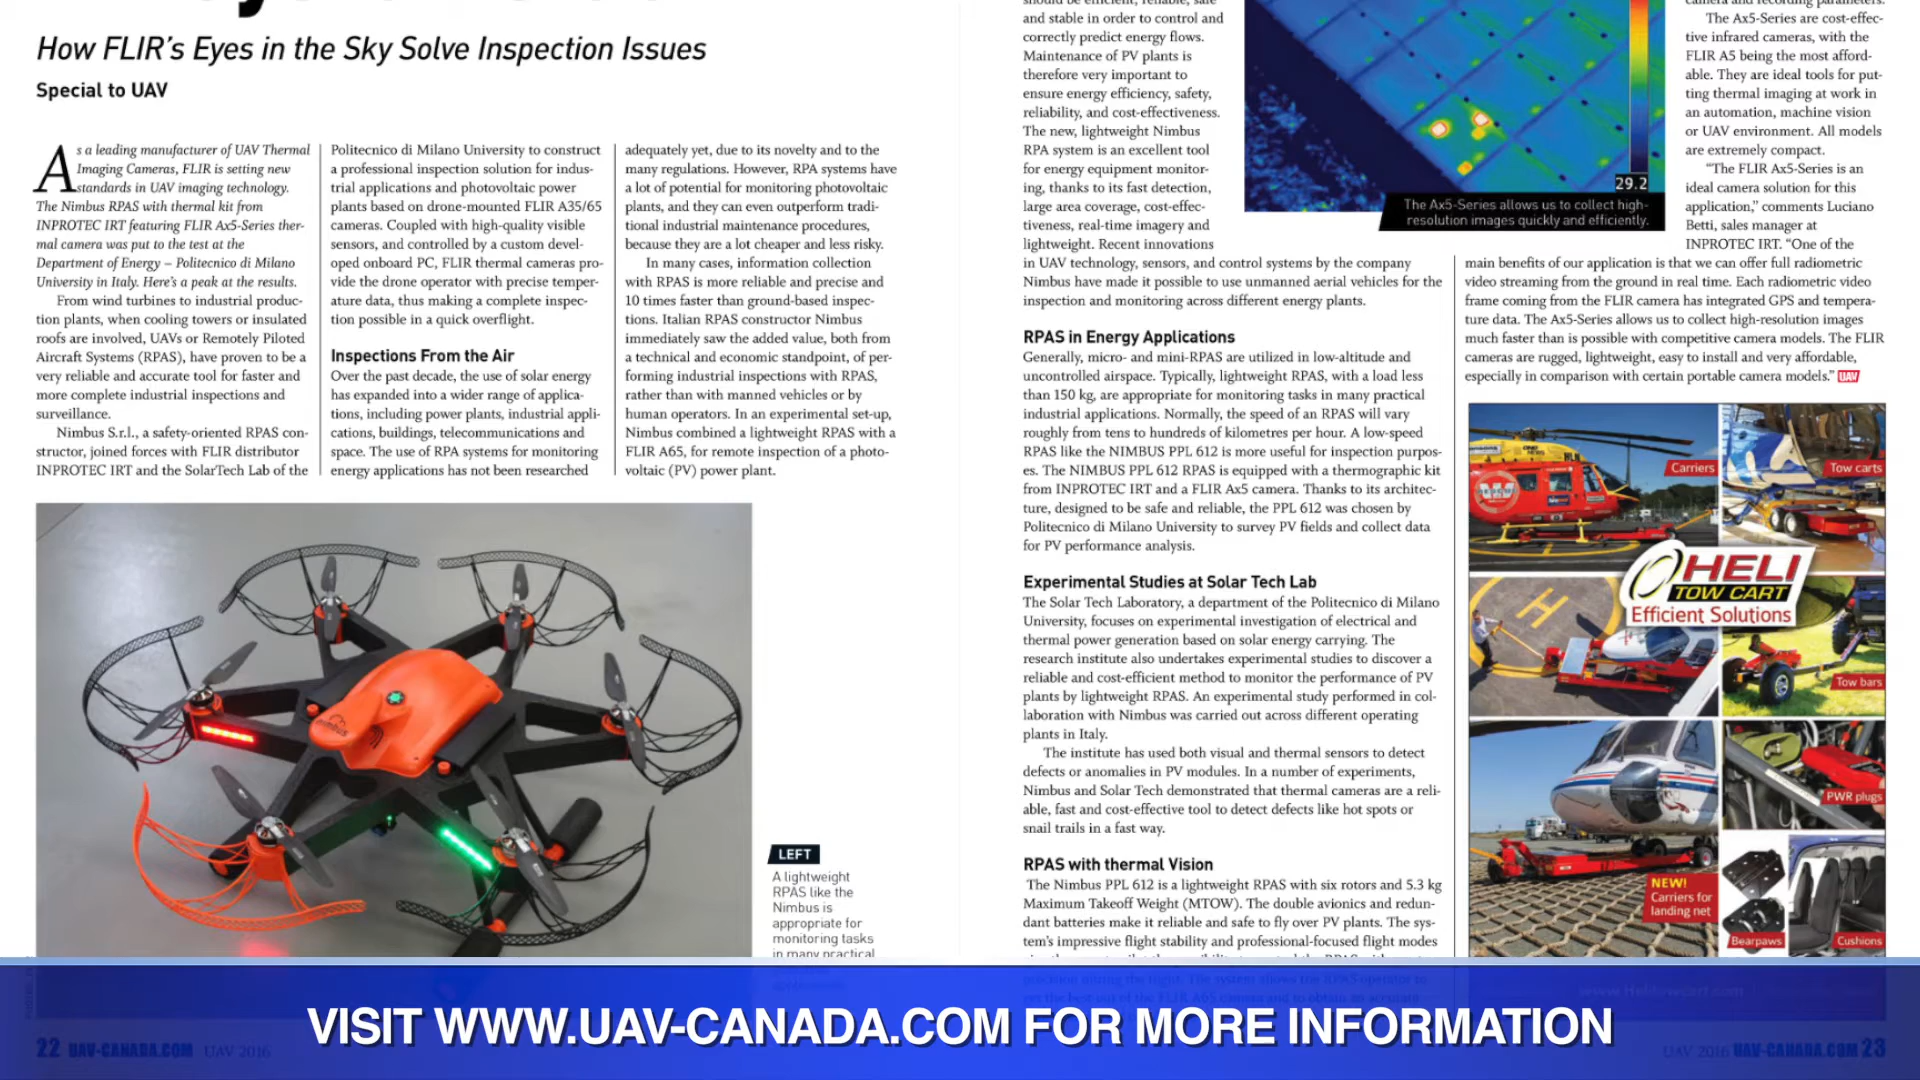 How FLIR's Eyes in the Sky Solve Inspection Issues
Special to UAV
As a leading manufacturer of UAV Thermal
Imaging Cameras, FLIR is setting new
standards in UAV imaging technology.
The Nimbus RPAS with thermal kit from
INPROTEC IRT featuring FLIR Ax5-Series ther-
mal camera was put to the test at the
Department of Energy – Politecnico di Milano
University in Italy. Here's a peak at the results.
From wind turbines to industrial produc-
tion plants, when cooling towers or insulated
roofs are involved, UAVs or Remotely Piloted
Aircraft Systems (RPAS), have proven to be a
very reliable and accurate tool for faster and
more complete industrial inspections and
surveillance.
Nimbus S.r.l., a safety-oriented RPAS con-
structor, joined forces with FLIR distributor
INPROTEC IRT and the SolarTech Lab of the
Politecnico di Milano University to construct
a professional inspection solution for indus-
trial applications and photovoltaic power
plants based on drone-mounted FLIR A35/65
cameras. Coupled with high-quality visible
sensors, and controlled by a custom devel-
oped onboard PC, FLIR thermal cameras pro-
vide the drone operator with precise temper-
ature data, thus making a complete inspec-
tion possible in a quick overflight.
Inspections From the Air
Over the past decade, the use of solar energy
has expanded into a wider range of applica-
tions, including power plants, industrial appli-
cations, buildings, telecommunications and
space. The use of RPA systems for monitoring
energy applications has not been researched
adequately yet, due to its novelty and to the
many regulations. However, RPA systems have
a lot of potential for monitoring photovoltaic
plants, and they can even outperform tradi-
tional industrial maintenance procedures,
because they are a lot cheaper and less risky.
In many cases, information collection
with RPAS is more reliable and precise and
10 times faster than ground-based inspec-
tions. Italian RPAS constructor Nimbus
immediately saw the added value, both from
a technical and economic standpoint, of per-
forming industrial inspections with RPAS,
rather than with manned vehicles or by
human operators. In an experimental set-up,
Nimbus combined a lightweight RPAS with a
FLIR A65, for remote inspection of a photo-
voltaic (PV) power plant.
nimbus
LEFT
A lightweight
RPAS like the
Nimbus is
appropriate for
monitoring tasks
in many practical
should be efficient, reliable, safe
and stable in order to control and
correctly predict energy flows.
Maintenance of PV plants is
therefore very important to
ensure energy efficiency, safety,
reliability, and cost-effectiveness.
The new, lightweight Nimbus
RPA system is an excellent tool
for energy equipment monitor-
ing, thanks to its fast detection,
large area coverage, cost-effec-
tiveness, real-time imagery and
lightweight. Recent innovations
in UAV technology, sensors, and control systems by the company
Nimbus have made it possible to use unmanned aerial vehicles for the
inspection and monitoring across different energy plants.
29.2
The Ax5-Series allows us to collect high-
resolution images quickly and efficiently.
RPAS in Energy Applications
Generally, micro- and mini-RPAS are utilized in low-altitude and
uncontrolled airspace. Typically, lightweight RPAS, with a load less
than 150 kg, are appropriate for monitoring tasks in many practical
industrial applications. Normally, the speed of an RPAS will vary
roughly from tens to hundreds of kilometres per hour. A low-speed
RPAS like the NIMBUS PPL 612 is more useful for inspection purpos-
es. The NIMBUS PPL 612 RPAS is equipped with a thermographic kit
from INPROTEC IRT and a FLIR Ax5 camera. Thanks to its architec-
ture, designed to be safe and reliable, the PPL 612 was chosen by
Politecnico di Milano University to survey PV fields and collect data
for PV performance analysis.
Experimental Studies at Solar Tech Lab
The Solar Tech Laboratory, a department of the Politecnico di Milano
University, focuses on experimental investigation of electrical and
thermal power generation based on solar energy carrying. The
research institute also undertakes experimental studies to discover a
reliable and cost-efficient method to monitor the performance of PV
plants by lightweight RPAS. An experimental study performed in col-
laboration with Nimbus was carried out across different operating
plants in Italy.
The institute has used both visual and thermal sensors to detect
defects or anomalies in PV modules. In a number of experiments,
Nimbus and Solar Tech demonstrated that thermal cameras are a reli-
able, fast and cost-effective tool to detect defects like hot spots or
snail trails in a fast way.
RPAS with thermal Vision
The Nimbus PPL 612 is a lightweight RPAS with six rotors and 5.3 kg
Maximum Takeoff Weight (MTOW). The double avionics and redun-
dant batteries make it reliable and safe to fly over PV plants. The sys-
tem's impressive flight stability and professional-focused flight modes
precision during the flight. The system allows the RPAS operator to
camera and recording parameters.
The Ax5-Series are cost-effec-
tive infrared cameras, with the
FLIR A5 being the most afford-
able. They are ideal tools for put-
ting thermal imaging at work in
an automation, machine vision
or UAV environment. All models
are extremely compact.
"The FLIR Ax5-Series is an
ideal camera solution for this
application," comments Luciano
Betti, sales manager at
INPROTEC IRT. "One of the
main benefits of our application is that we can offer full radiometric
video streaming from the ground in real time. Each radiometric video
frame coming from the FLIR camera has integrated GPS and tempera-
ture data. The Ax5-Series allows us to collect high-resolution images
much faster than is possible with competitive camera models. The FLIR
cameras are rugged, lightweight, easy to install and very affordable,
especially in comparison with certain portable camera models." UAV
Carriers
Tow carts
HELI
TOW CART
Efficient Solutions
H
Tow bars
PWR plugs
NEW!
Carriers for
landing net
Bearpaws
Cushions
www.Helitowcart.com
VISIT WWW.UAV-CANADA.COM FOR MORE INFORMATION
22 UAV-CANADA.COM UAV 2016
UAV 2016 UAV-CANADA.COM 23